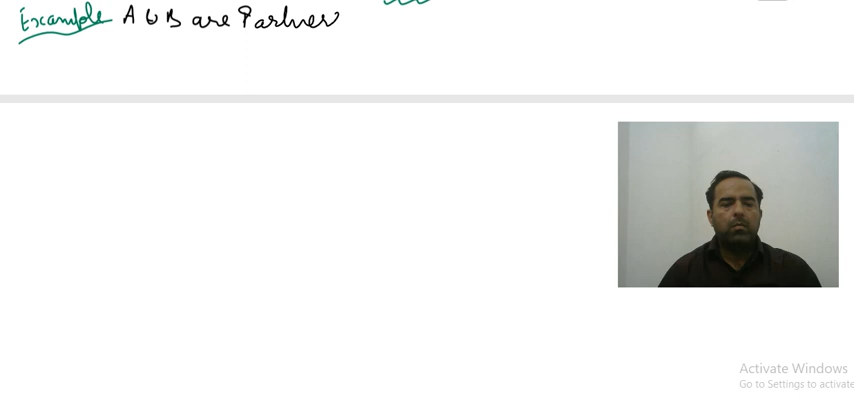 Example A & B are Partner
Activate Windows
Go to Settings to activate